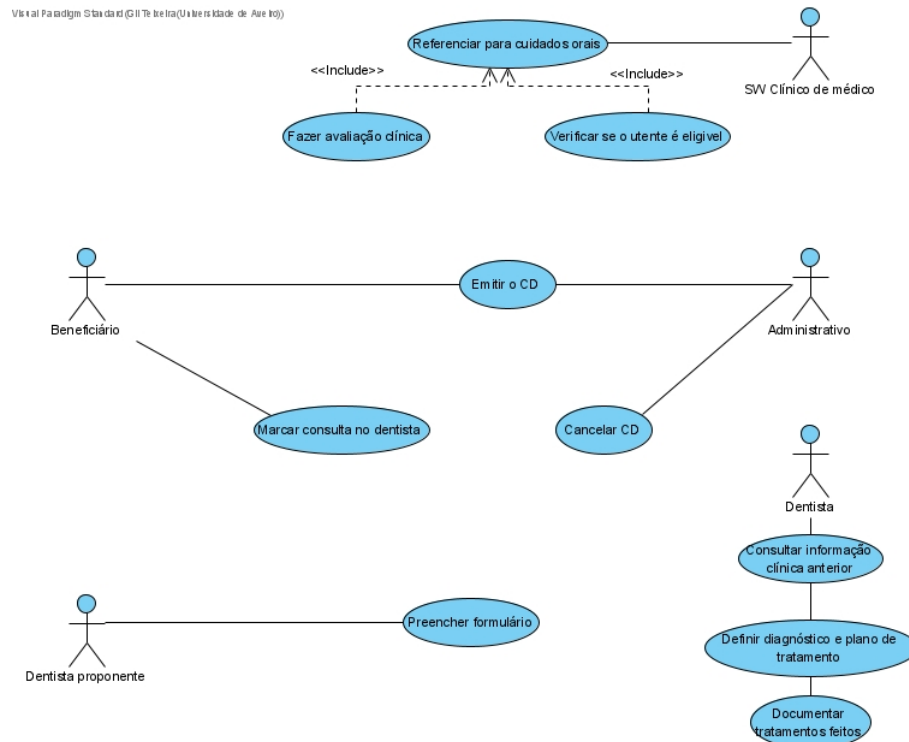 Visual Paradigm Standard(Gil Teixeira(Universidade de Aveiro))
Referenciar para cuidados orais
<<Include>>
<<Include>>
SW Clínico de médico
Fazer avaliação clínica
Verificar se o utente é eligivel
Emitir o CD
Beneficiário
Administrativo
Marcar consulta no dentista
Cancelar CD
Dentista
Consultar informação
clínica anterior
Preencher formulário
Definir diagnóstico e plano de
tratamento
Dentista proponente
Documentar
tratamentos feitos